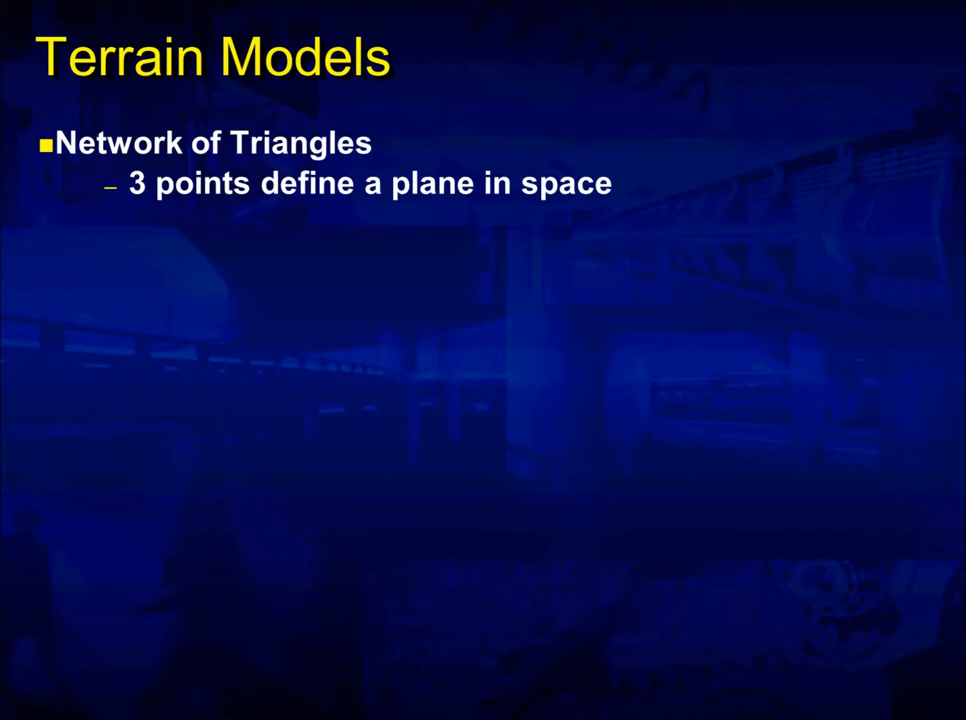 Terrain Models
Network of Triangles
– 3 points define a plane in space